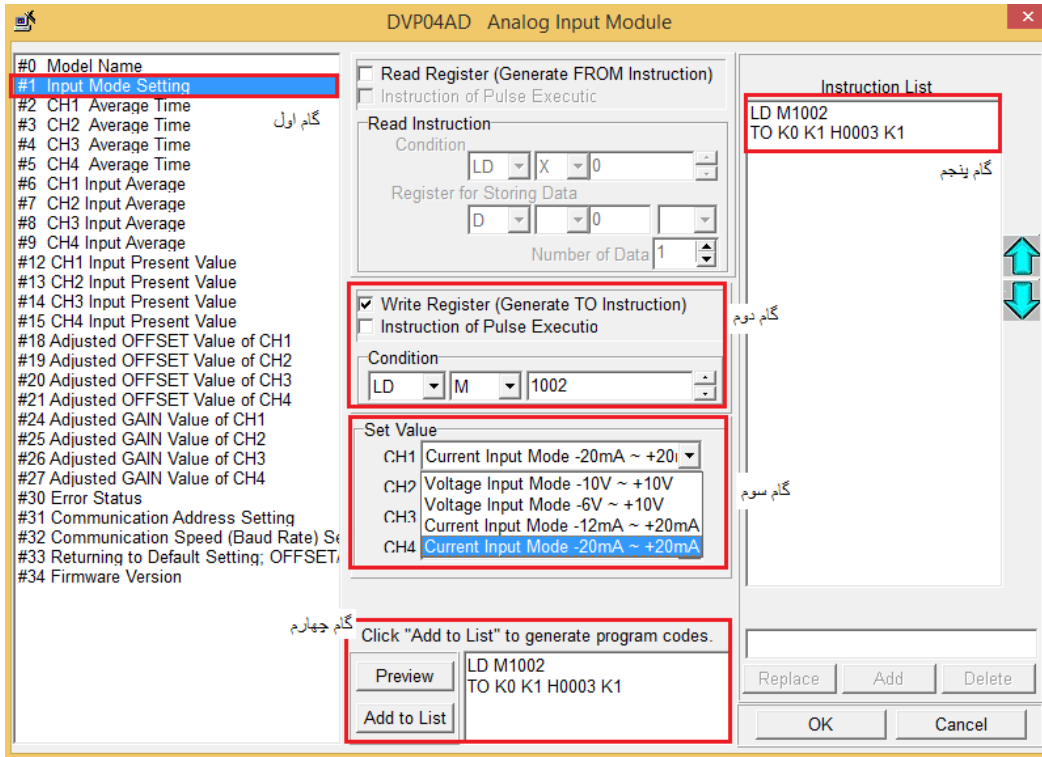 DVP04AD Analog Input Module
#0 Model Name
#1 Input Mode Setting
#2 CH1 Average Time
#3 CH2 Average Time
#4 CH3 Average Time
#5 CH4 Average Time
#6 CH1 Input Average
#7 CH2 Input Average
#8 CH3 Input Average
#9 CH4 Input Average
#12 CH1 Input Present Value
#13 CH2 Input Present Value
#14 CH3 Input Present Value
#15 CH4 Input Present Value
#18 Adjusted OFFSET Value of CH1
#19 Adjusted OFFSET Value of CH2
#20 Adjusted OFFSET Value of CH3
#21 Adjusted OFFSET Value of CH4
#24 Adjusted GAIN Value of CH1
#25 Adjusted GAIN Value of CH2
#26 Adjusted GAIN Value of CH3
#27 Adjusted GAIN Value of CH4
#30 Error Status
#31 Communication Address Setting
#32 Communication Speed (Baud Rate) Se
#33 Returning to Default Setting; OFFSET/
#34 Firmware Version
گام اول
Read Register (Generate FROM Instruction)
Instruction of Pulse Executic
Read Instruction
Condition
LD X 0
Register for Storing Data
D 0
Number of Data 1
Write Register (Generate TO Instruction)
Instruction of Pulse Executio
Condition
LD M 1002
گام دوم
Set Value
CH1 Current Input Mode -20mA ~ +20
CH2 Voltage Input Mode -10V ~ +10V
Voltage Input Mode -6V ~ +10V
CH3 Current Input Mode -12mA ~ +20mA
CH4 Current Input Mode -20mA ~ +20mA
گام سوم
گام چهارم
Click "Add to List" to generate program codes.
Preview
Add to List
LD M1002
TO K0 K1 H0003 K1
Instruction List
LD M1002
TO K0 K1 H0003 K1
گام پنجم
Replace Add Delete
OK Cancel